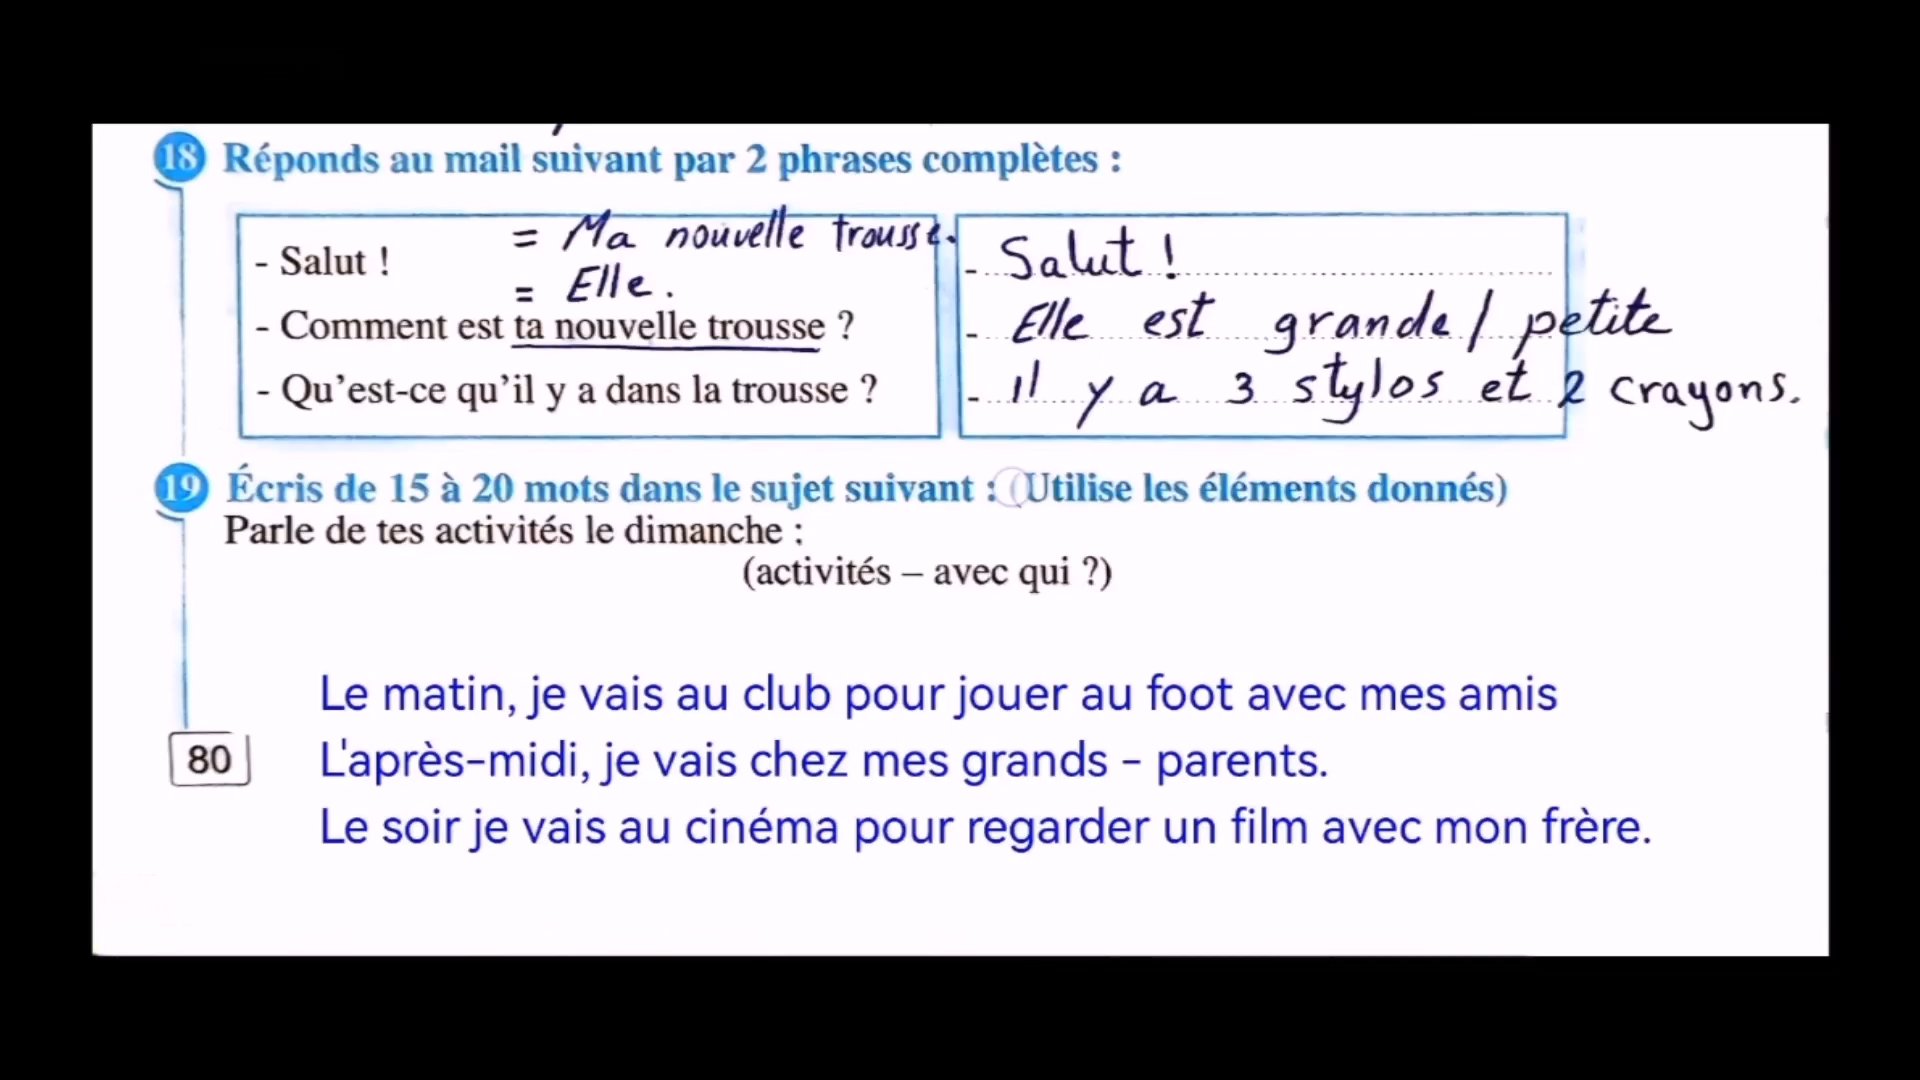 18 Réponds au mail suivant par 2 phrases complètes :
= Ma nouvelle trousse.
- Salut !
= Elle.
- Comment est ta nouvelle trousse ?
- Qu'est-ce qu'il y a dans la trousse ?
- Salut !
- Elle est grande / petite
- il y a 3 stylos et 2 crayons.
19 Écris de 15 à 20 mots dans le sujet suivant : (Utilise les éléments donnés)
Parle de tes activités le dimanche :
(activités – avec qui ?)
Le matin, je vais au club pour jouer au foot avec mes amis
80
L'après-midi, je vais chez mes grands - parents.
Le soir je vais au cinéma pour regarder un film avec mon frère.